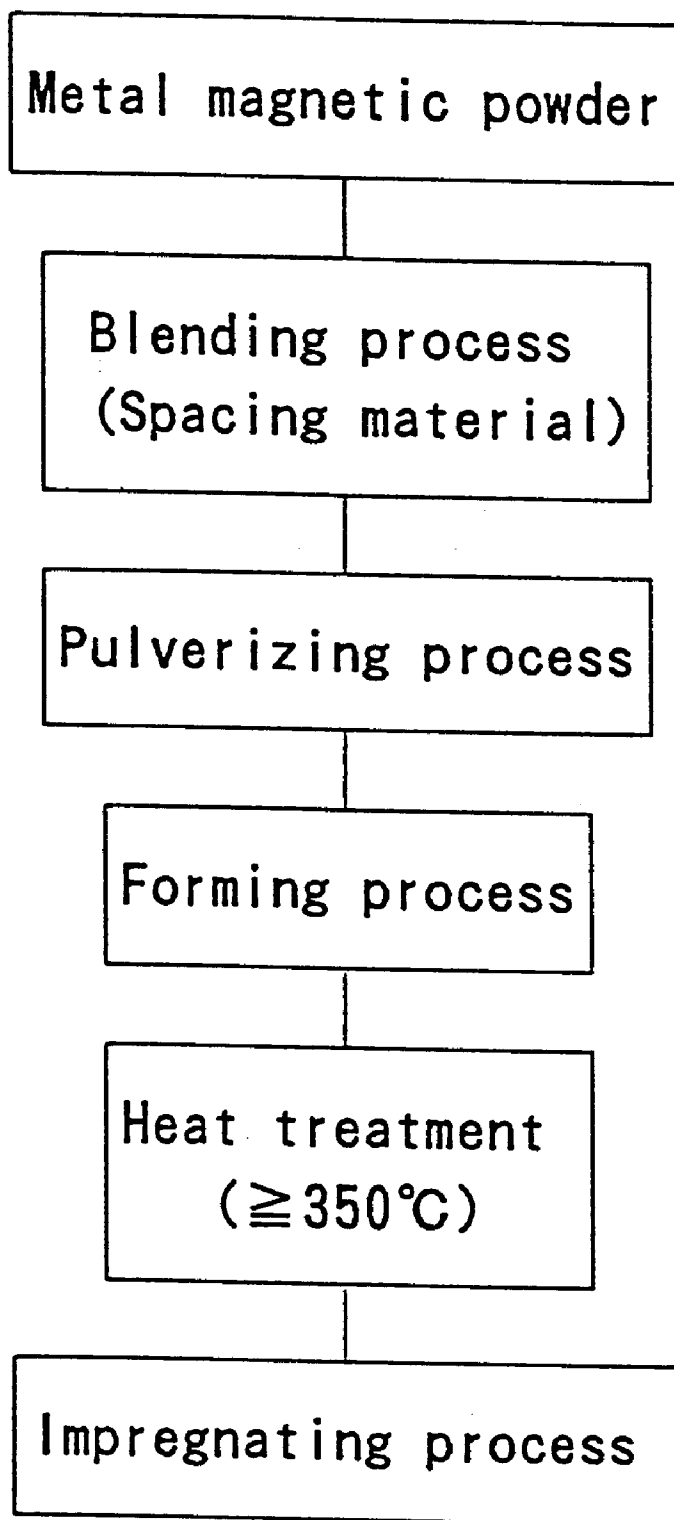 Metal magnetic powder
Blending process
(Spacing material)
Pulverizing process
Forming process
Heat treatment
(≧350℃)
Impregnating process